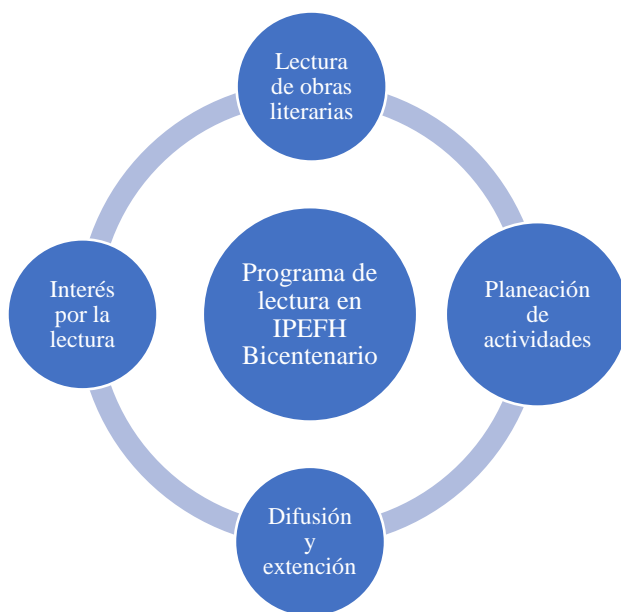 Lectura
de obras
literarias
Programa de
lectura en
IPEFH
Bicentenario
Interés
por la
lectura
Planeación
de
actividades
Difusión
y
extención